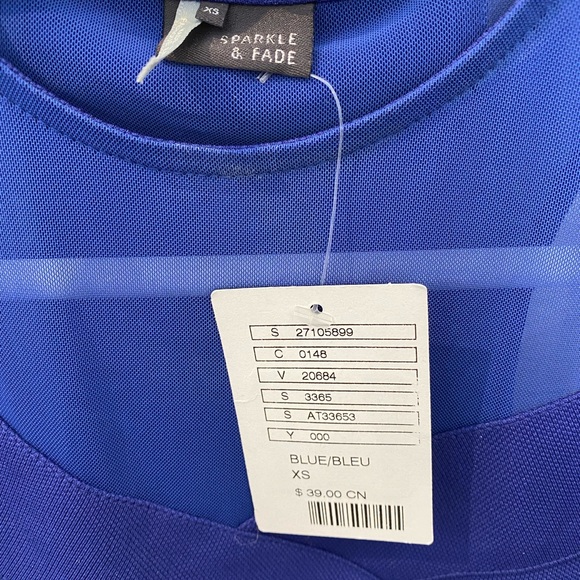 XS
SPARKLE
& FADE
S 27105899
C 0148
V 20684
S 3365
S AT33653
Y 000
BLUE/BLEU
XS
$ 39.00 CN